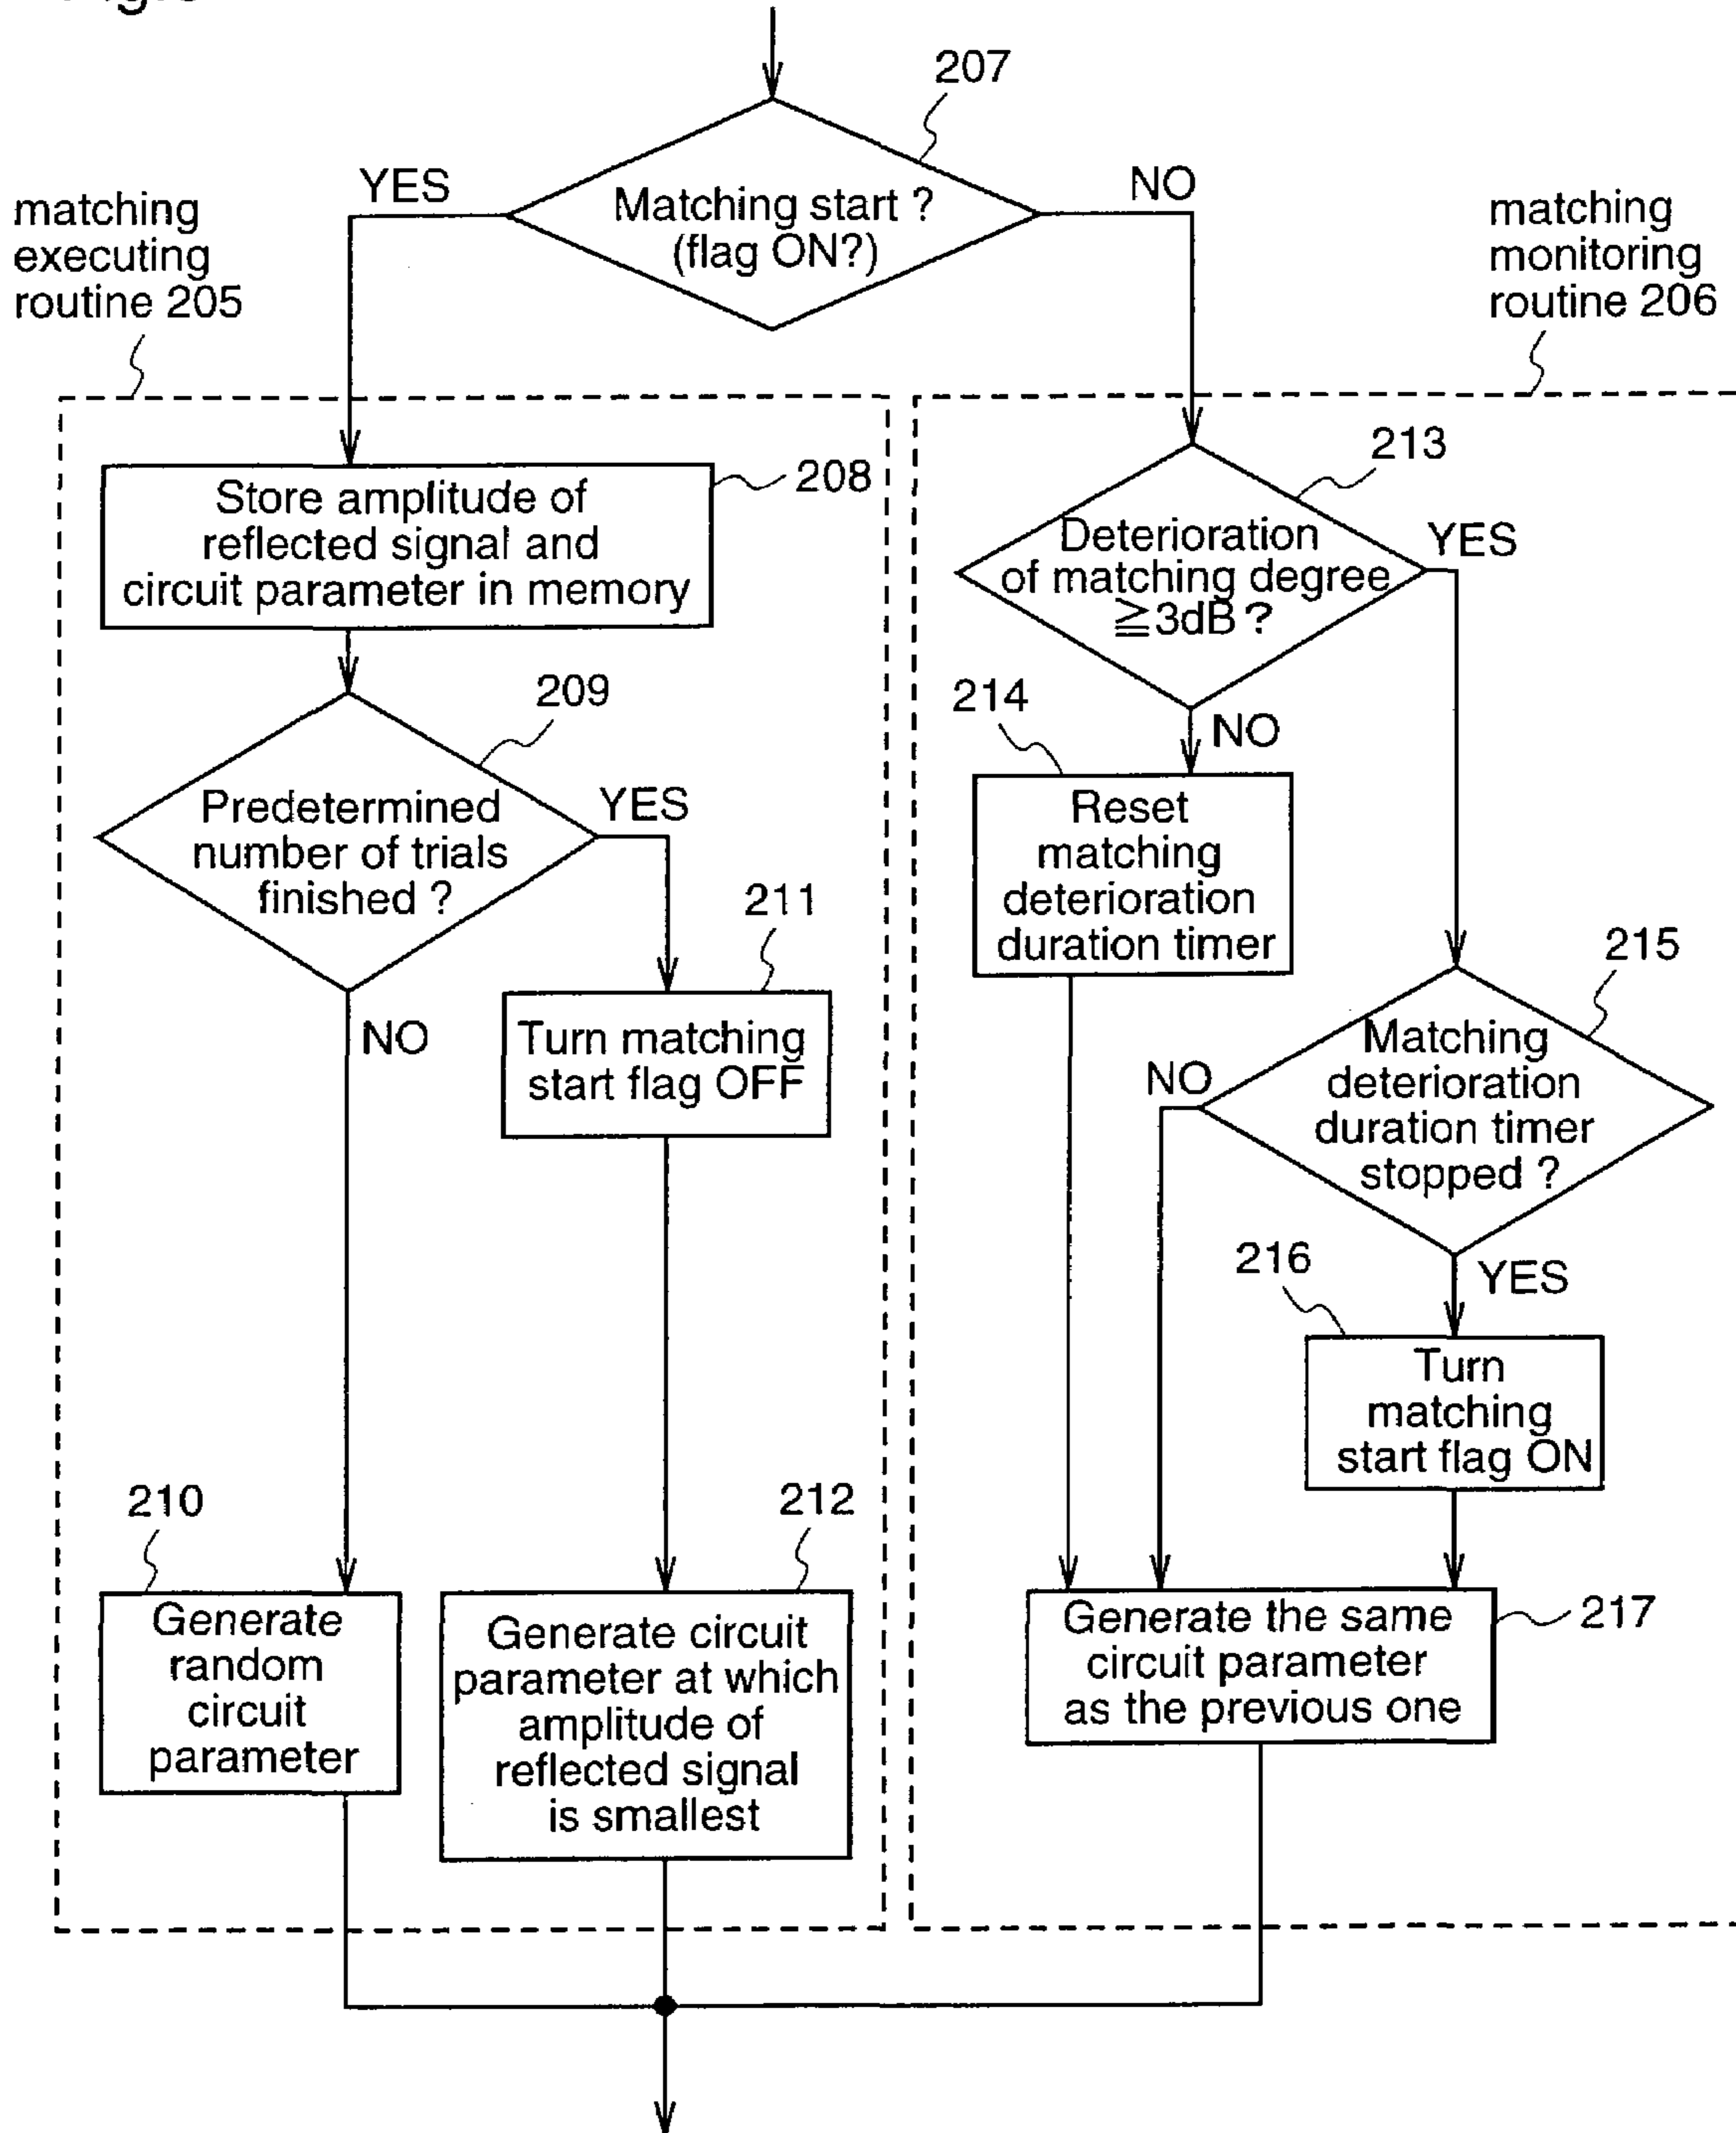 207
YES
NO
Matching start ?
(flag ON?)
matching
executing
routine 205
matching
monitoring
routine 206
208
Store amplitude of
reflected signal and
circuit parameter in memory
213
Deterioration
of matching degree
≧3dB ?
YES
NO
209
Predetermined
number of trials
finished ?
YES
NO
214
Reset
matching
deterioration
duration timer
211
Turn matching
start flag OFF
215
Matching
deterioration
duration timer
stopped ?
NO
YES
216
Turn
matching
start flag ON
210
Generate
random
circuit
parameter
212
Generate circuit
parameter at which
amplitude of
reflected signal
is smallest
217
Generate the same
circuit parameter
as the previous one